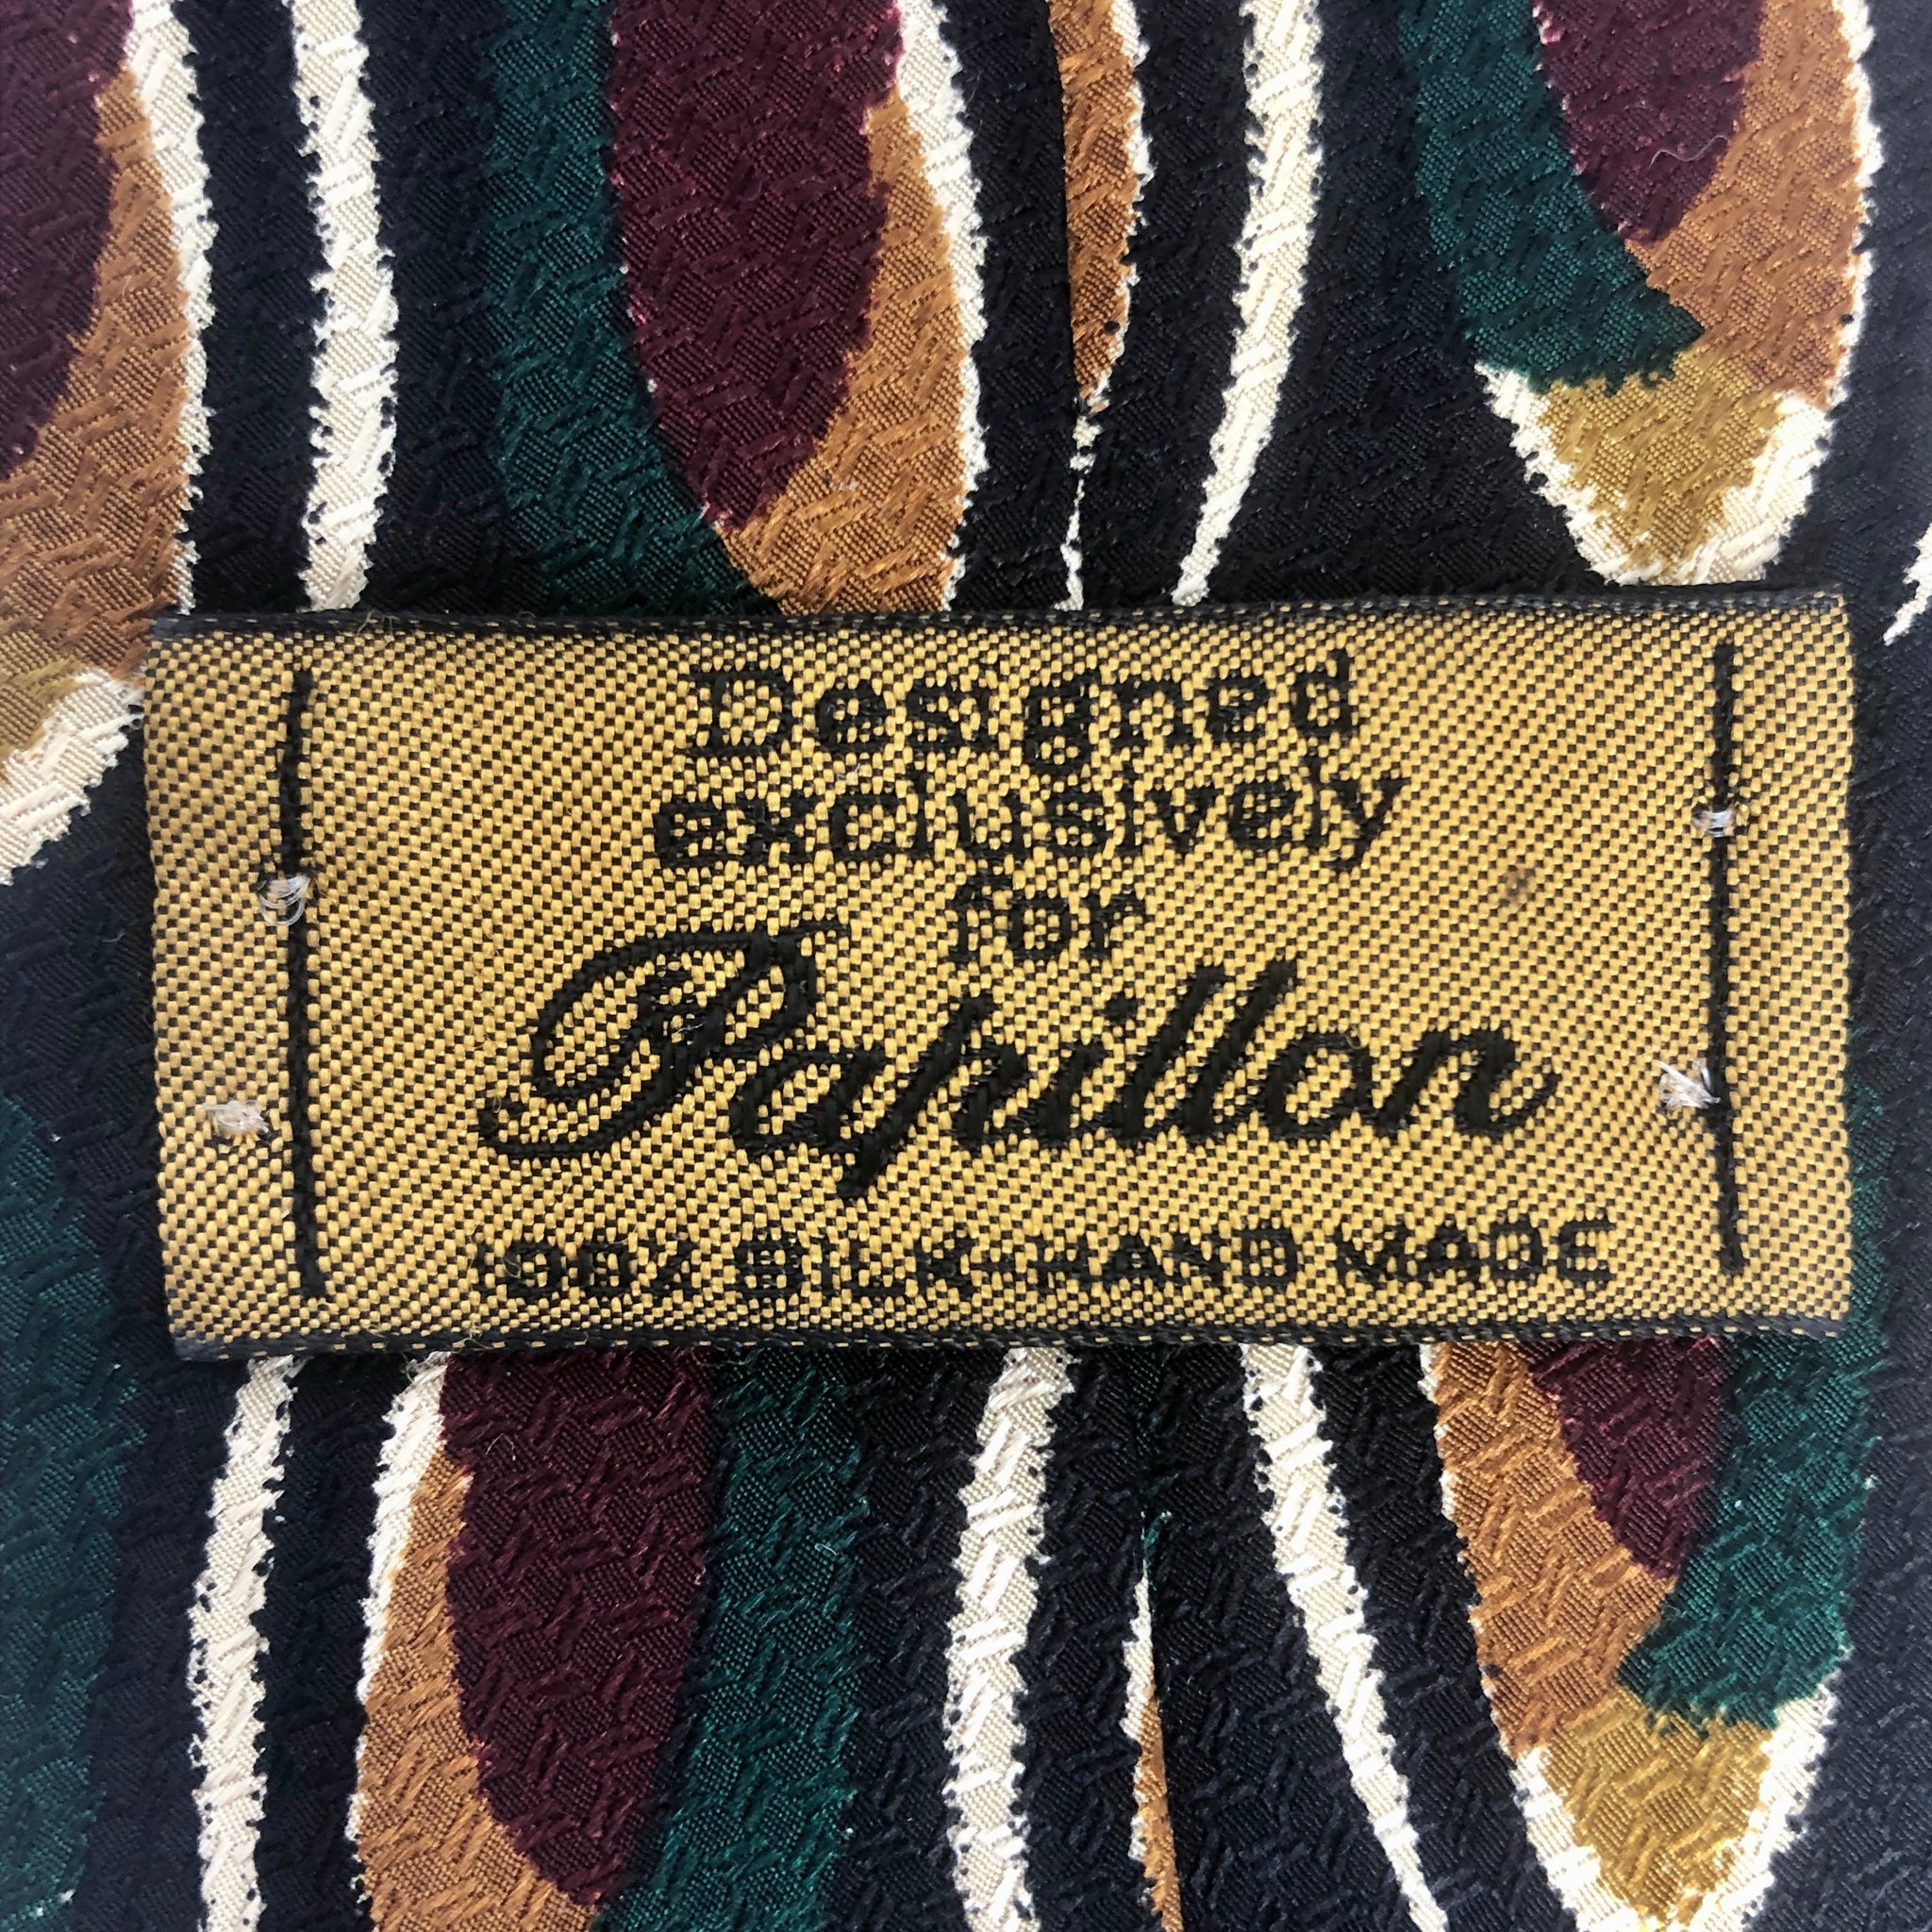 Designed
exclusively
for
Papillon
100% SILK-HAND MADE